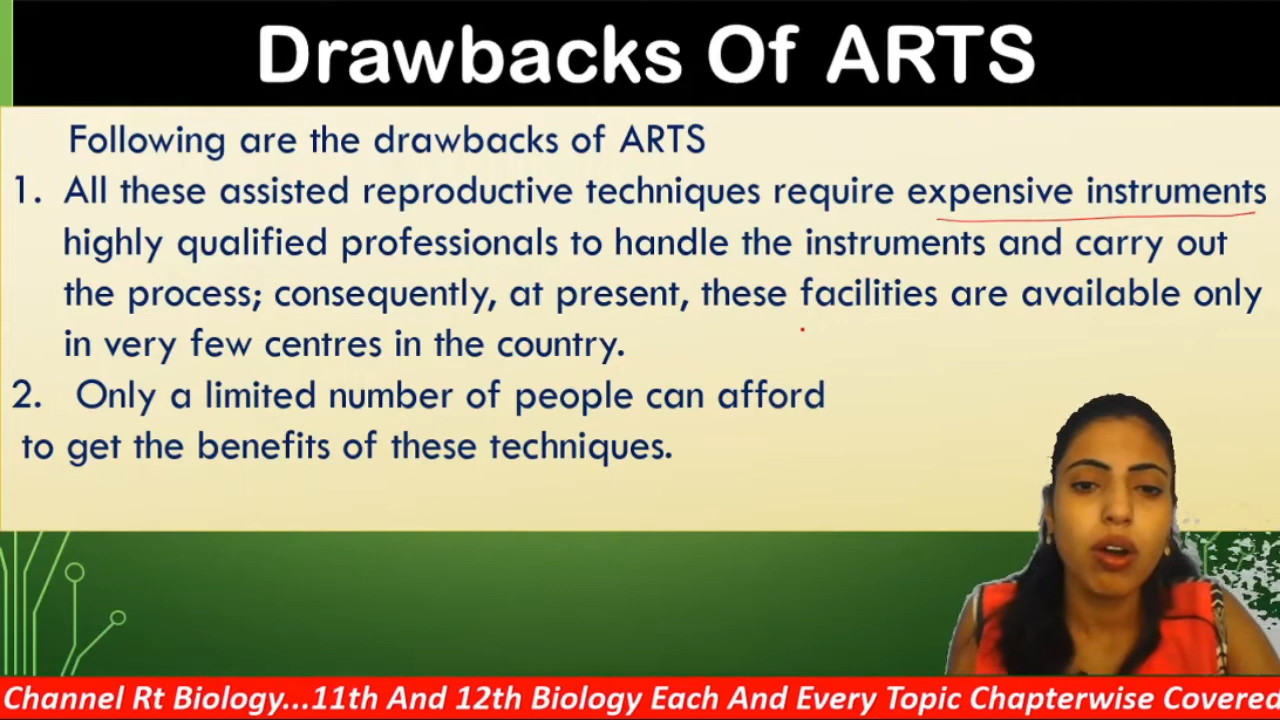 Drawbacks Of ARTS
Following are the drawbacks of ARTS
1. All these assisted reproductive techniques require expensive instruments
highly qualified professionals to handle the instruments and carry out
the process; consequently, at present, these facilities are available only
in very few centres in the country.
2. Only a limited number of people can afford
to get the benefits of these techniques.
Channel Rt Biology...11th And 12th Biology Each And Every Topic Chapterwise Covered